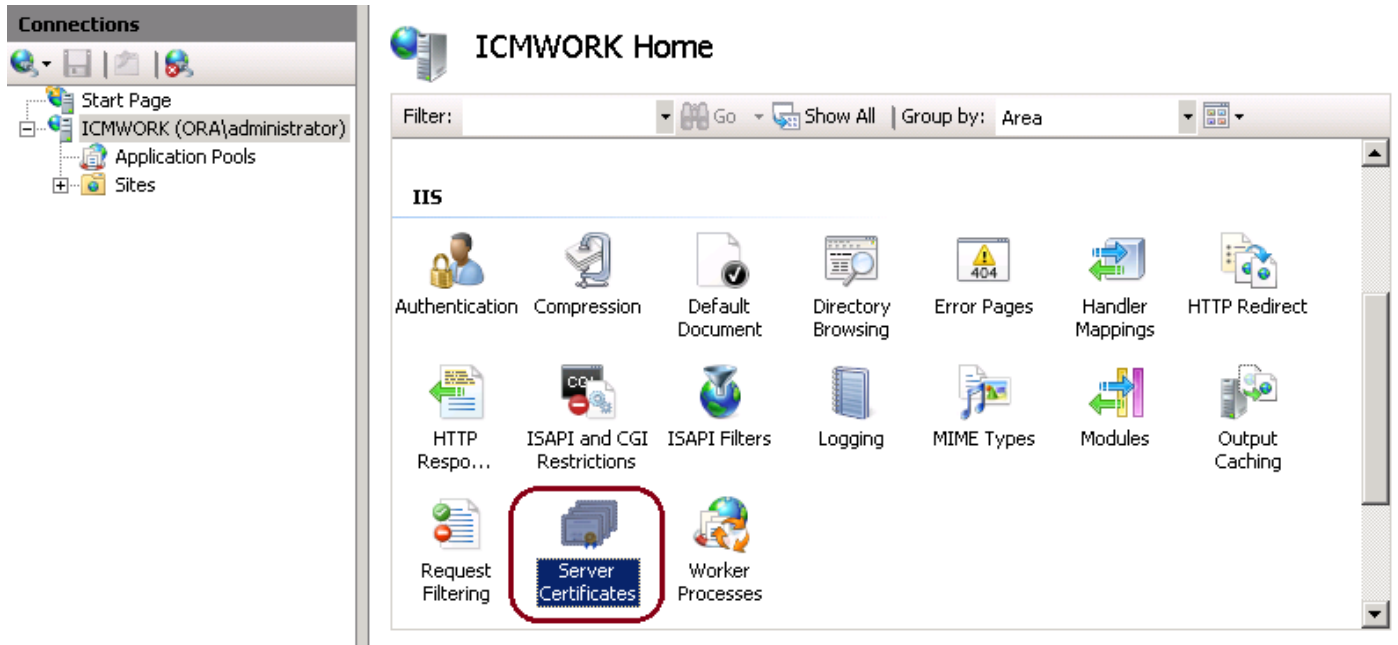 Connections
Start Page
ICMWORK (ORA\administrator)
Application Pools
Sites
ICMWORK Home
Filter: Go Show All Group by: Area
IIS
Authentication Compression Default Directory Error Pages Handler HTTP Redirect
Document Browsing Mappings
404
CGI
HTTP ISAPI and CGI ISAPI Filters Logging MIME Types Modules Output
Respo... Restrictions Caching
Request Server Worker
Filtering Certificates Processes